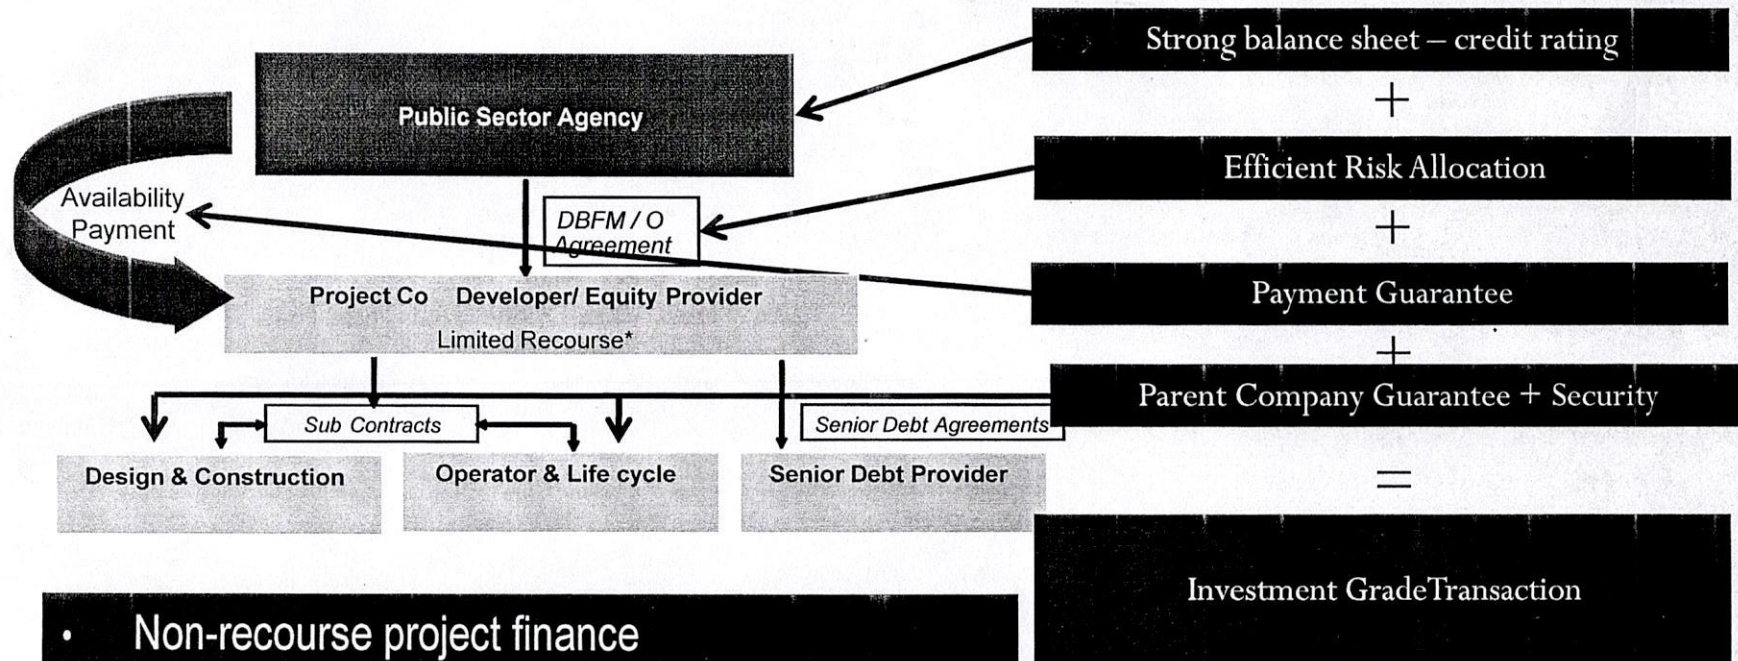 Strong balance sheet – credit rating
+
Public Sector Agency
Efficient Risk Allocation
+
Availability
Payment
DBFM / O
Agreement
Payment Guarantee
+
Project Co Developer/ Equity Provider
Limited Recourse*
Parent Company Guarantee + Security
=
Sub Contracts
Senior Debt Agreements
Design & Construction
Operator & Life cycle
Senior Debt Provider
Investment GradeTransaction
• Non-recourse project finance